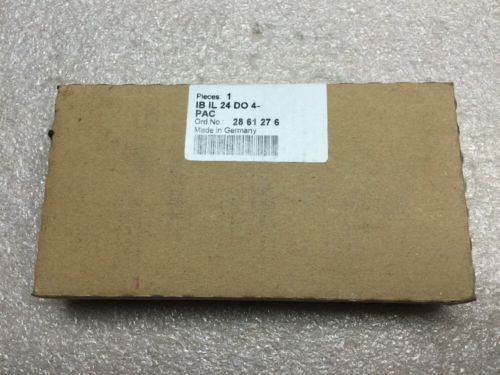 Pieces: 1
IB IL 24 DO 4-
PAC
Ord.No.: 28 61 27 6
Made in Germany